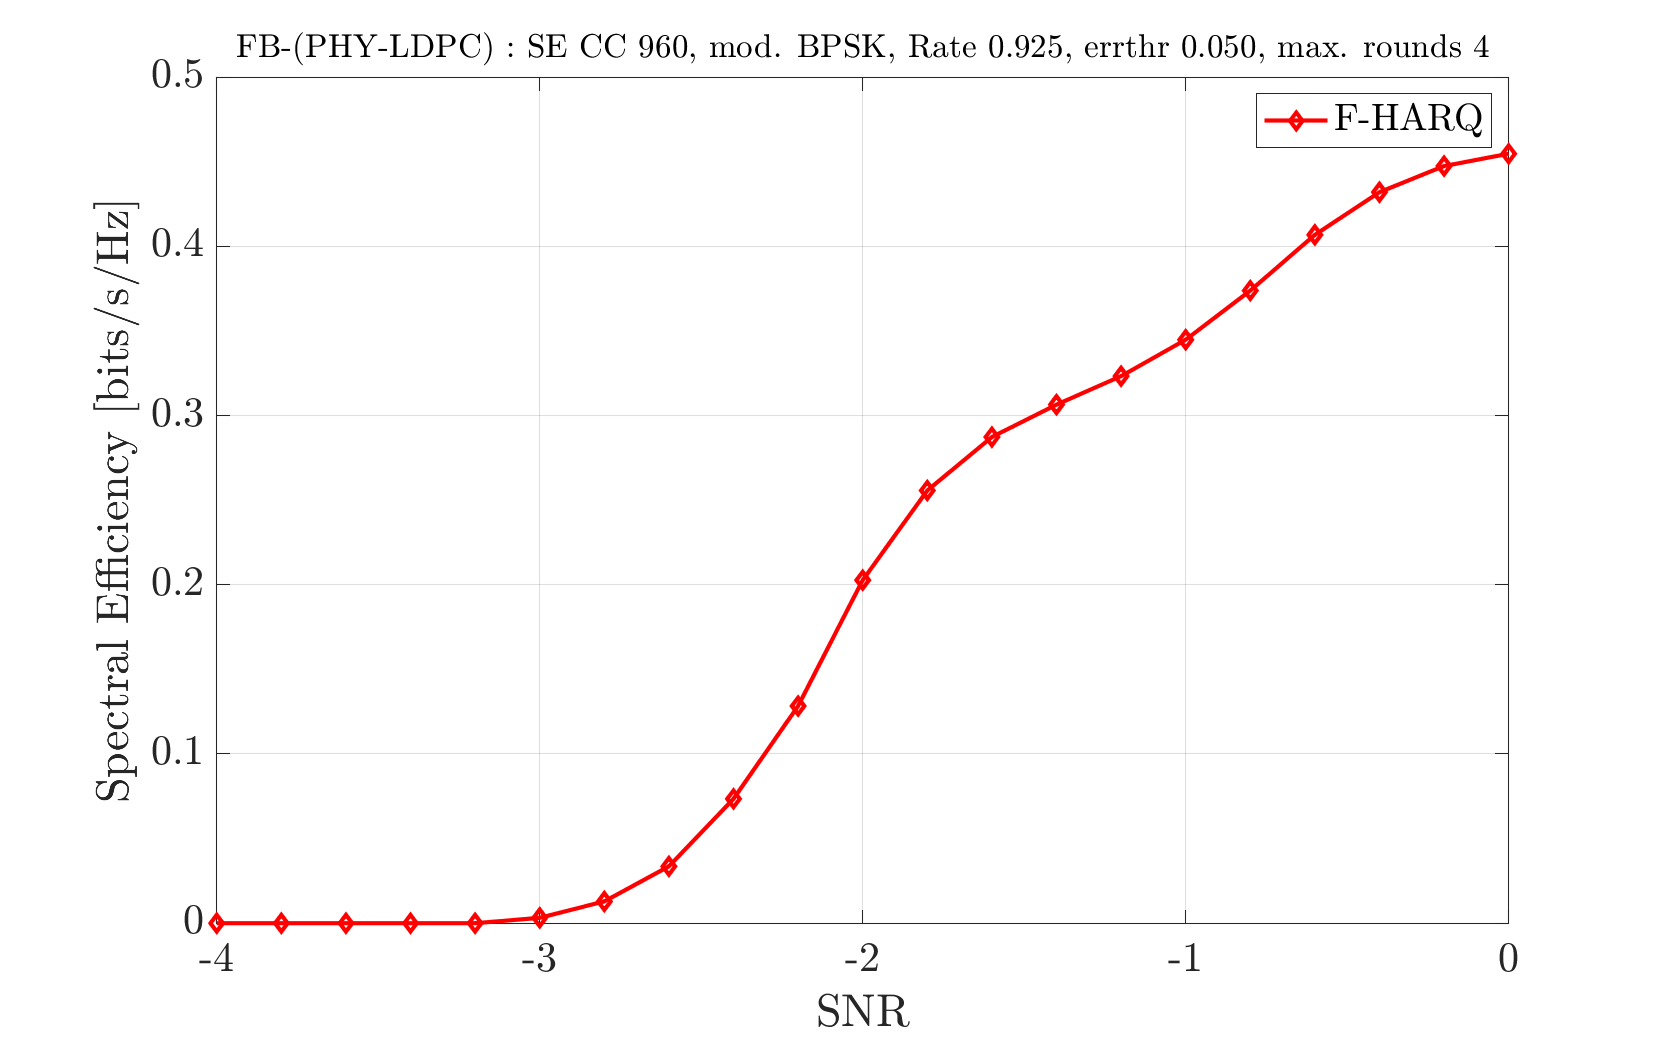 FB-(PHY-LDPC) : SE CC 960, mod. BPSK, Rate 0.925, errthr 0.050, max. rounds 4
F-HARQ
Spectral Efficiency [bits/s/Hz]
0.5
0.4
0.3
0.2
0.1
0
-4 -3 -2 -1 0
SNR